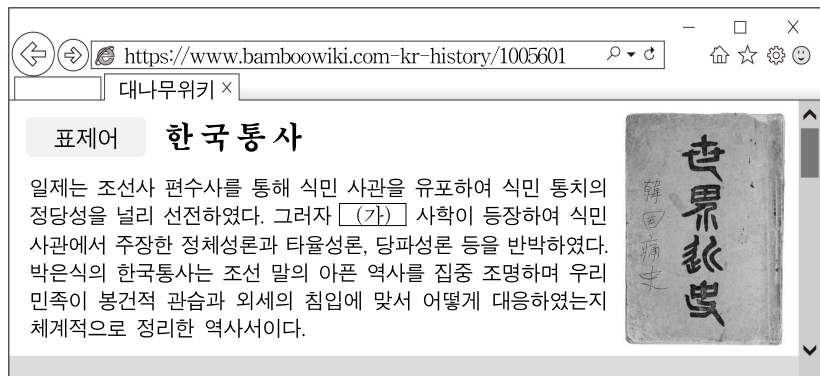 https://www.bamboowiki.com-kr-history/1005601
대나무위키 ×
표제어 한국통사
일제는 조선사 편수사를 통해 식민 사관을 유포하여 식민 통치의
정당성을 널리 선전하였다. 그러자 (가) 사학이 등장하여 식민
사관에서 주장한 정체성론과 타율성론, 당파성론 등을 반박하였다.
박은식의 한국통사는 조선 말의 아픈 역사를 집중 조명하며 우리
민족이 봉건적 관습과 외세의 침입에 맞서 어떻게 대응하였는지
체계적으로 정리한 역사서이다.
韓国痛史